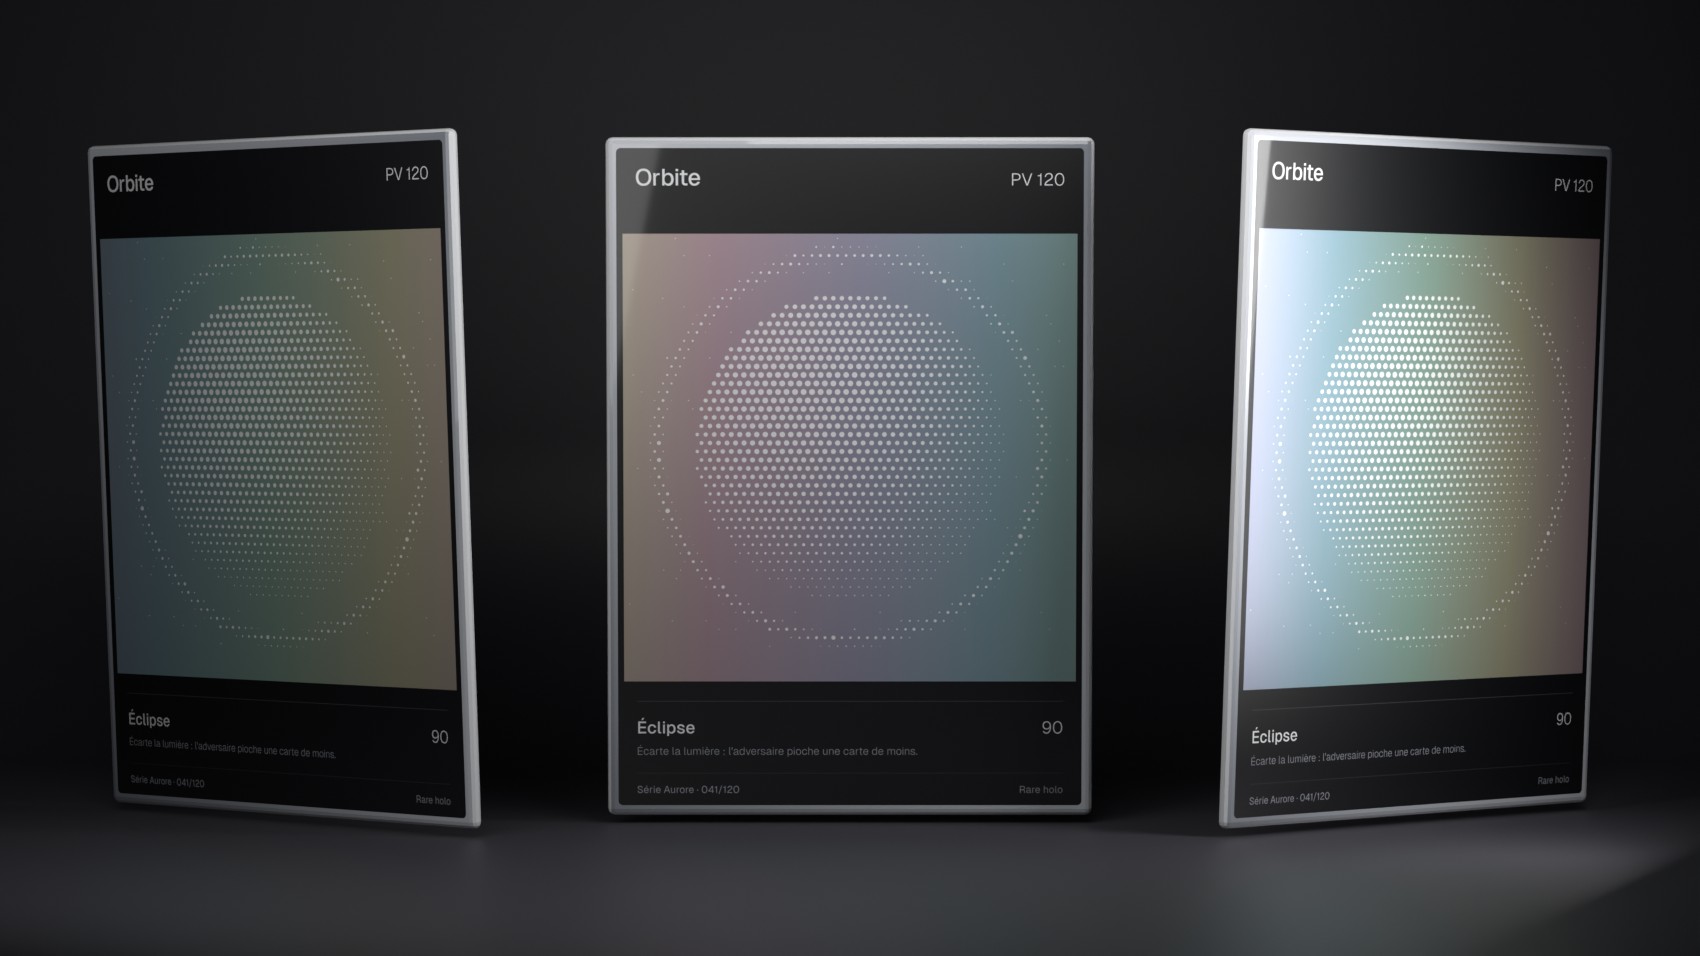 Orbite
PV 120
Éclipse
90
Écarte la lumière : l'adversaire pioche une carte de moins.
Série Aurore · 041/120
Rare holo
Orbite
PV 120
Éclipse
90
Écarte la lumière : l'adversaire pioche une carte de moins.
Série Aurore · 041/120
Rare holo
Orbite
PV 120
Éclipse
90
Écarte la lumière : l'adversaire pioche une carte de moins.
Série Aurore · 041/120
Rare holo